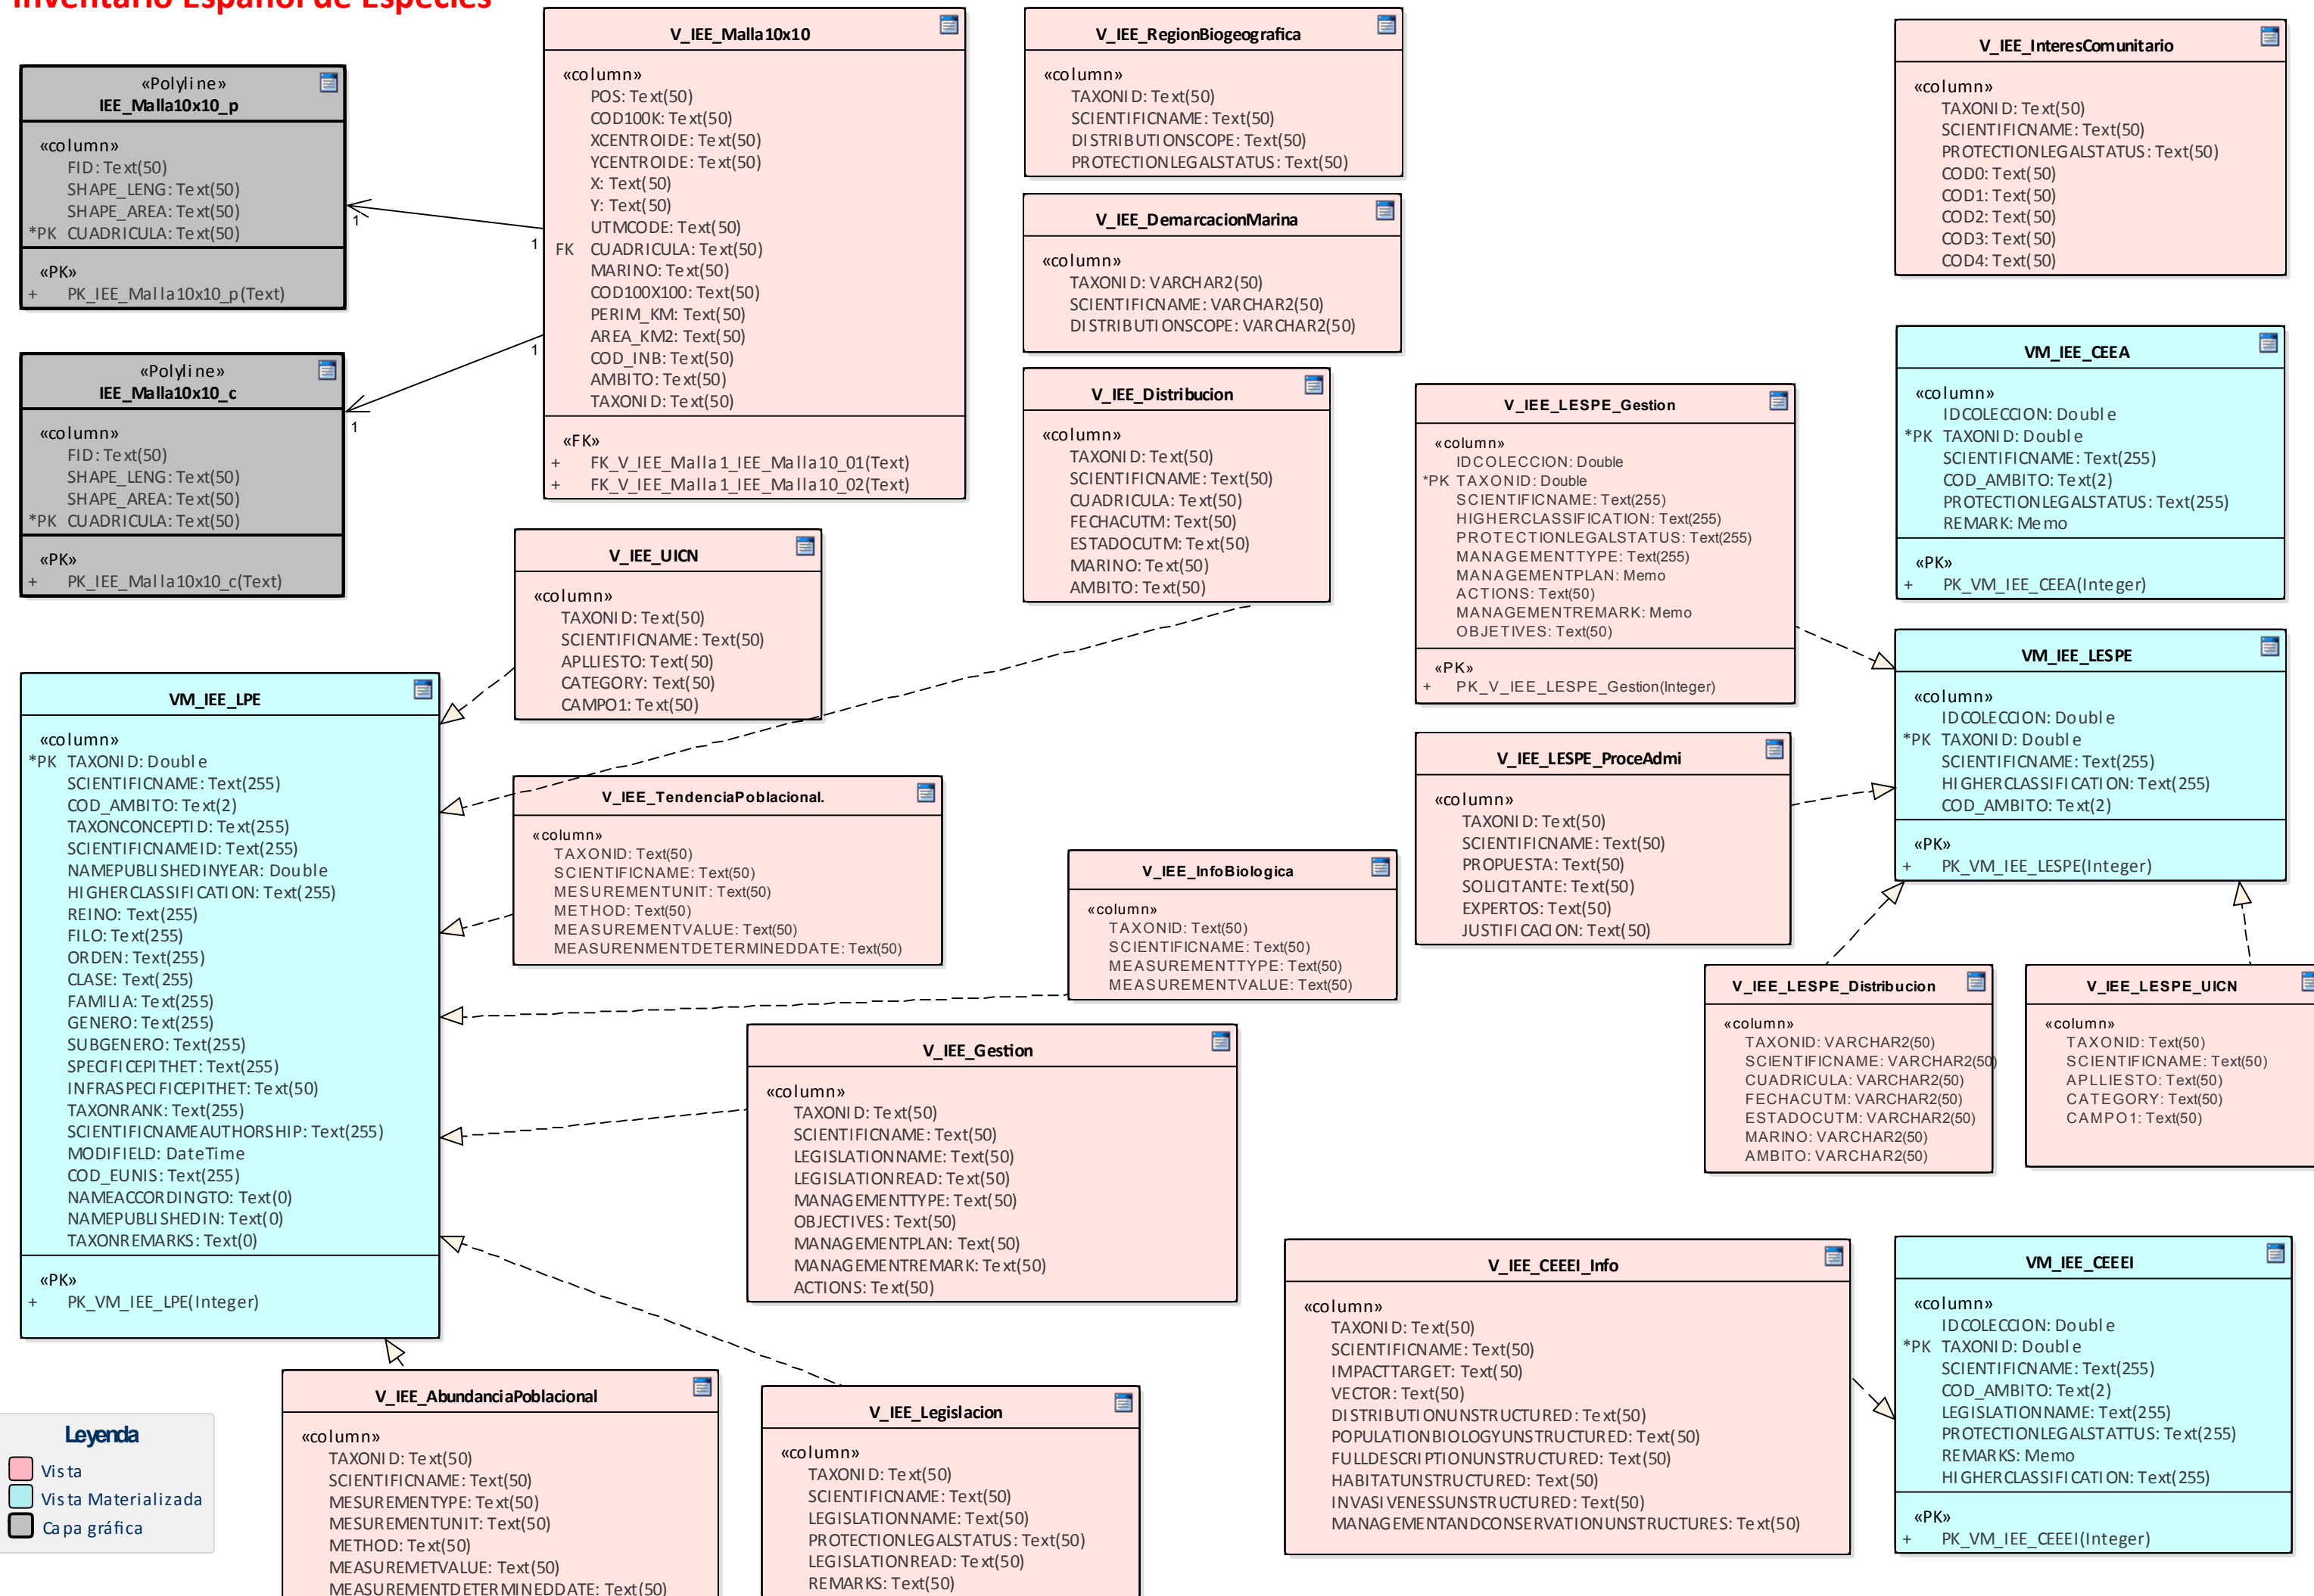 Inventario Español de Especies
«Polyline»
IEE_Malla10x10_p
«column»
FID: Text(50)
SHAPE_LENG: Text(50)
SHAPE_AREA: Text(50)
*PK CUADRICULA: Text(50)
«PK»
+ PK_IEE_Malla10x10_p(Text)
«Polyline»
IEE_Malla10x10_c
«column»
FID: Text(50)
SHAPE_LENG: Text(50)
SHAPE_AREA: Text(50)
*PK CUADRICULA: Text(50)
«PK»
+ PK_IEE_Malla10x10_c(Text)
1
1
1
1
V_IEE_Malla10x10
«column»
POS: Text(50)
COD100K: Text(50)
XCENTROIDE: Text(50)
YCENTROIDE: Text(50)
X: Text(50)
Y: Text(50)
UTMCODE: Text(50)
FK CUADRICULA: Text(50)
MARINO: Text(50)
COD100X100: Text(50)
PERIM_KM: Text(50)
AREA_KM2: Text(50)
COD_INB: Text(50)
AMBITO: Text(50)
TAXONID: Text(50)
«FK»
+ FK_V_IEE_Malla1_IEE_Malla10_01(Text)
+ FK_V_IEE_Malla1_IEE_Malla10_02(Text)
V_IEE_RegionBiogeografica
«column»
TAXONID: Text(50)
SCIENTIFICNAME: Text(50)
DISTRIBUTIONSCOPE: Text(50)
PROTECTIONLEGALSTATUS: Text(50)
V_IEE_DemarcacionMarina
«column»
TAXONID: VARCHAR2(50)
SCIENTIFICNAME: VARCHAR2(50)
DISTRIBUTIONSCOPE: VARCHAR2(50)
V_IEE_Distribucion
«column»
TAXONID: Text(50)
SCIENTIFICNAME: Text(50)
CUADRICULA: Text(50)
FECHACUTM: Text(50)
ESTADOCUTM: Text(50)
MARINO: Text(50)
AMBITO: Text(50)
V_IEE_InteresComunitario
«column»
TAXONID: Text(50)
SCIENTIFICNAME: Text(50)
PROTECTIONLEGALSTATUS: Text(50)
COD0: Text(50)
COD1: Text(50)
COD2: Text(50)
COD3: Text(50)
COD4: Text(50)
VM_IEE_CEEA
«column»
IDCOLECCION: Double
*PK TAXONID: Double
SCIENTIFICNAME: Text(255)
COD_AMBITO: Text(2)
PROTECTIONLEGALSTATUS: Text(255)
REMARK: Memo
«PK»
+ PK_VM_IEE_CEEA(Integer)
V_IEE_LESPE_Gestion
«column»
IDCOLECCION: Double
*PK TAXONID: Double
SCIENTIFICNAME: Text(255)
HIGHERCLASSIFICATION: Text(255)
PROTECTIONLEGALSTATUS: Text(255)
MANAGEMENTTYPE: Text(255)
MANAGEMENTPLAN: Memo
ACTIONS: Text(50)
MANAGEMENTREMARK: Memo
OBJETIVES: Text(50)
«PK»
+ PK_V_IEE_LESPE_Gestion(Integer)
V_IEE_UICN
«column»
TAXONID: Text(50)
SCIENTIFICNAME: Text(50)
APLLIESTO: Text(50)
CATEGORY: Text(50)
CAMPO1: Text(50)
VM_IEE_LESPE
«column»
IDCOLECCION: Double
*PK TAXONID: Double
SCIENTIFICNAME: Text(255)
HIGHERCLASSIFICATION: Text(255)
COD_AMBITO: Text(2)
«PK»
+ PK_VM_IEE_LESPE(Integer)
VM_IEE_LPE
«column»
*PK TAXONID: Double
SCIENTIFICNAME: Text(255)
COD_AMBITO: Text(2)
TAXONCONCEPTID: Text(255)
SCIENTIFICNAMEID: Text(255)
NAMEPUBLISHEDINYEAR: Double
HIGHERCLASSIFICATION: Text(255)
REINO: Text(255)
FILO: Text(255)
ORDEN: Text(255)
CLASE: Text(255)
FAMILIA: Text(255)
GENERO: Text(255)
SUBGENERO: Text(255)
SPECIFICEPITHET: Text(255)
INFRASPECIFICEPITHET: Text(50)
TAXONRANK: Text(255)
SCIENTIFICNAMEAUTHORSHIP: Text(255)
MODIFIELD: DateTime
COD_EUNIS: Text(255)
NAMEACCORDINGTO: Text(0)
NAMEPUBLISHEDIN: Text(0)
TAXONREMARKS: Text(0)
«PK»
+ PK_VM_IEE_LPE(Integer)
V_IEE_TendenciaPoblacional.
«column»
TAXONID: Text(50)
SCIENTIFICNAME: Text(50)
MESUREMENTUNIT: Text(50)
METHOD: Text(50)
MEASUREMENTVALUE: Text(50)
MEASURENMENTDETERMINEDDATE: Text(50)
V_IEE_LESPE_ProceAdmi
«column»
TAXONID: Text(50)
SCIENTIFICNAME: Text(50)
PROPUESTA: Text(50)
SOLICITANTE: Text(50)
EXPERTOS: Text(50)
JUSTIFICACION: Text(50)
V_IEE_InfoBiologica
«column»
TAXONID: Text(50)
SCIENTIFICNAME: Text(50)
MEASUREMENTTYPE: Text(50)
MEASUREMENTVALUE: Text(50)
V_IEE_LESPE_Distribucion
«column»
TAXONID: VARCHAR2(50)
SCIENTIFICNAME: VARCHAR2(50)
CUADRICULA: VARCHAR2(50)
FECHACUTM: VARCHAR2(50)
ESTADOCUTM: VARCHAR2(50)
MARINO: VARCHAR2(50)
AMBITO: VARCHAR2(50)
V_IEE_LESPE_UICN
«column»
TAXONID: Text(50)
SCIENTIFICNAME: Text(50)
APLLIESTO: Text(50)
CATEGORY: Text(50)
CAMPO1: Text(50)
V_IEE_Gestion
«column»
TAXONID: Text(50)
SCIENTIFICNAME: Text(50)
LEGISLATIONNAME: Text(50)
LEGISLATIONREAD: Text(50)
MANAGEMENTTYPE: Text(50)
OBJECTIVES: Text(50)
MANAGEMENTPLAN: Text(50)
MANAGEMENTREMARK: Text(50)
ACTIONS: Text(50)
V_IEE_CEEEI_Info
«column»
TAXONID: Text(50)
SCIENTIFICNAME: Text(50)
IMPACTTARGET: Text(50)
VECTOR: Text(50)
DISTRIBUTIONUNSTRUCTURED: Text(50)
POPULATIONBIOLOGYUNSTRUCTURED: Text(50)
FULLDESCRIPTIONUNSTRUCTURED: Text(50)
HABITATUNSTRUCTURED: Text(50)
INVASIVENESSUNSTRUCTURED: Text(50)
MANAGEMENTANDCONSERVATIONUNSTRUCTURES: Text(50)
VM_IEE_CEEEI
«column»
IDCOLECCION: Double
*PK TAXONID: Double
SCIENTIFICNAME: Text(255)
COD_AMBITO: Text(2)
LEGISLATIONNAME: Text(255)
PROTECTIONLEGALSTATTUS: Text(255)
REMARKS: Memo
HIGHERCLASSIFICATION: Text(255)
«PK»
+ PK_VM_IEE_CEEEI(Integer)
V_IEE_AbundanciaPoblacional
«column»
TAXONID: Text(50)
SCIENTIFICNAME: Text(50)
MESUREMENTYPE: Text(50)
MESUREMENTUNIT: Text(50)
METHOD: Text(50)
MEASUREMETVALUE: Text(50)
MEASUREMENTDETERMINEDDATE: Text(50)
V_IEE_Legislacion
«column»
TAXONID: Text(50)
SCIENTIFICNAME: Text(50)
LEGISLATIONNAME: Text(50)
PROTECTIONLEGALSTATUS: Text(50)
LEGISLATIONREAD: Text(50)
REMARKS: Text(50)
Leyenda
Vista
Vista Materializada
Capa gráfica